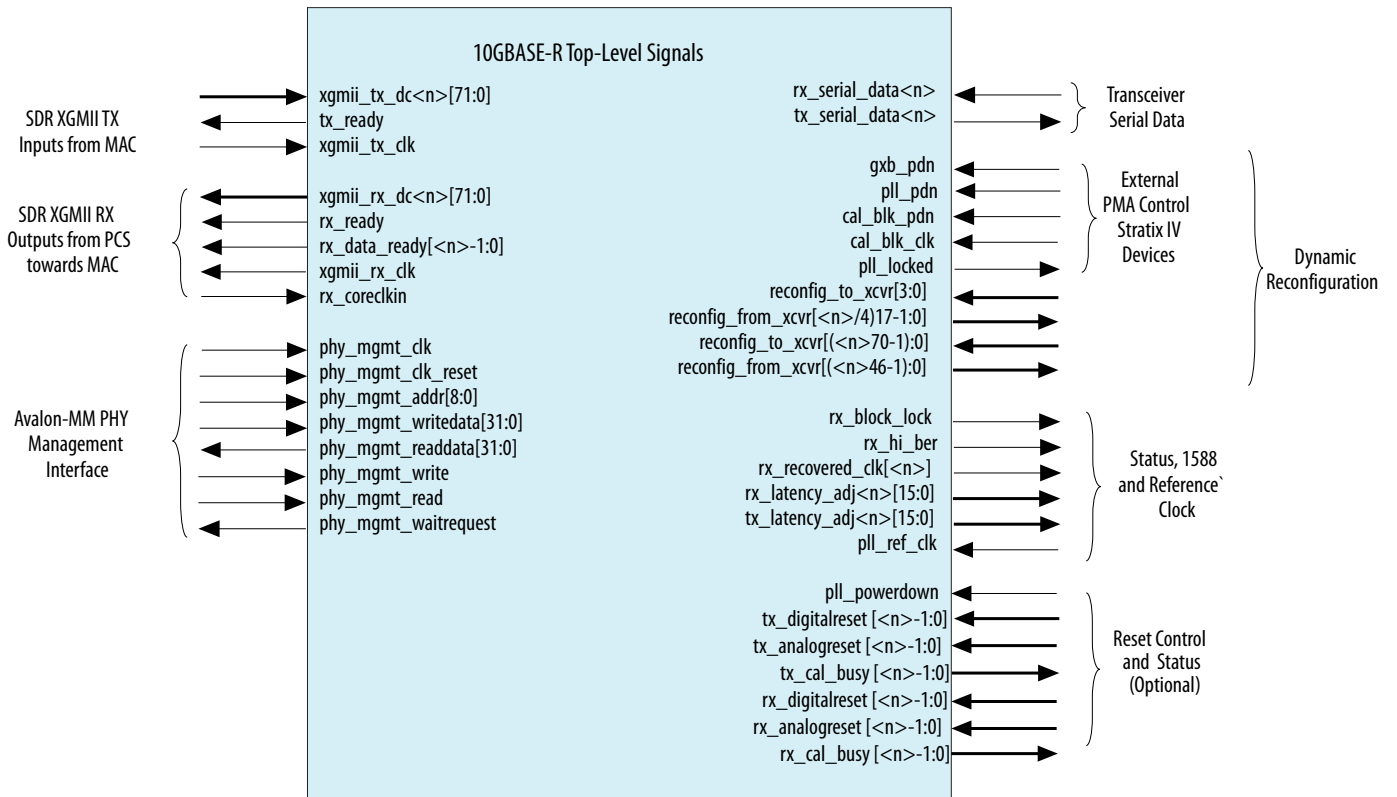 10GBASE-R Top-Level Signals
SDR XGMII TX
Inputs from MAC
xgmii_tx_dc<n>[71:0]
tx_ready
xgmii_tx_clk
SDR XGMII RX
Outputs from PCS
towards MAC
xgmii_rx_dc<n>[71:0]
rx_ready
rx_data_ready[<n>-1:0]
xgmii_rx_clk
rx_coreclkin
Avalon-MM PHY
Management
Interface
phy_mgmt_clk
phy_mgmt_clk_reset
phy_mgmt_addr[8:0]
phy_mgmt_writedata[31:0]
phy_mgmt_readdata[31:0]
phy_mgmt_write
phy_mgmt_read
phy_mgmt_waitrequest
rx_serial_data<n>
tx_serial_data<n>
Transceiver
Serial Data
gxb_pdn
pll_pdn
cal_blk_pdn
cal_blk_clk
pll_locked
External
PMA Control
Stratix IV
Devices
reconfig_to_xcvr[3:0]
reconfig_from_xcvr[<n>/4)17-1:0]
reconfig_to_xcvr[(<n>70-1):0]
reconfig_from_xcvr[(<n>46-1):0]
Dynamic
Reconfiguration
rx_block_lock
rx_hi_ber
rx_recovered_clk[<n>]
rx_latency_adj<n>[15:0]
tx_latency_adj<n>[15:0]
pll_ref_clk
Status, 1588
and Reference`
Clock
pll_powerdown
tx_digitalreset [<n>-1:0]
tx_analogreset [<n>-1:0]
tx_cal_busy [<n>-1:0]
rx_digitalreset [<n>-1:0]
rx_analogreset [<n>-1:0]
rx_cal_busy [<n>-1:0]
Reset Control
and Status
(Optional)